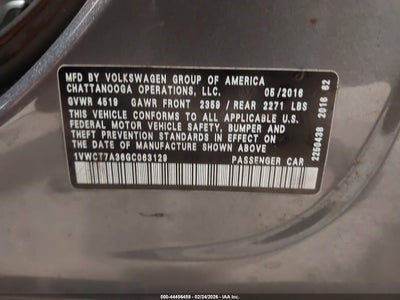 MFD BY VOLKSWAGEN GROUP OF AMERICA
CHATTANOOGA OPERATIONS, LLC. 05/2016
GVWR 4519 GAWR FRONT 2359 / REAR 2271 LBS
THIS VEHICLE CONFORMS TO ALL APPLICABLE U.S.
FEDERAL MOTOR VEHICLE SAFETY, BUMPER AND
THEFT PREVENTION STANDARDS IN EFFECT ON
THE DATE OF MANUFACTURE SHOWN ABOVE
1VWCT7A36GC063129 PASSENGER CAR
2250438 2016 62
000-44456459 - 02/24/2026 - IAA Inc.